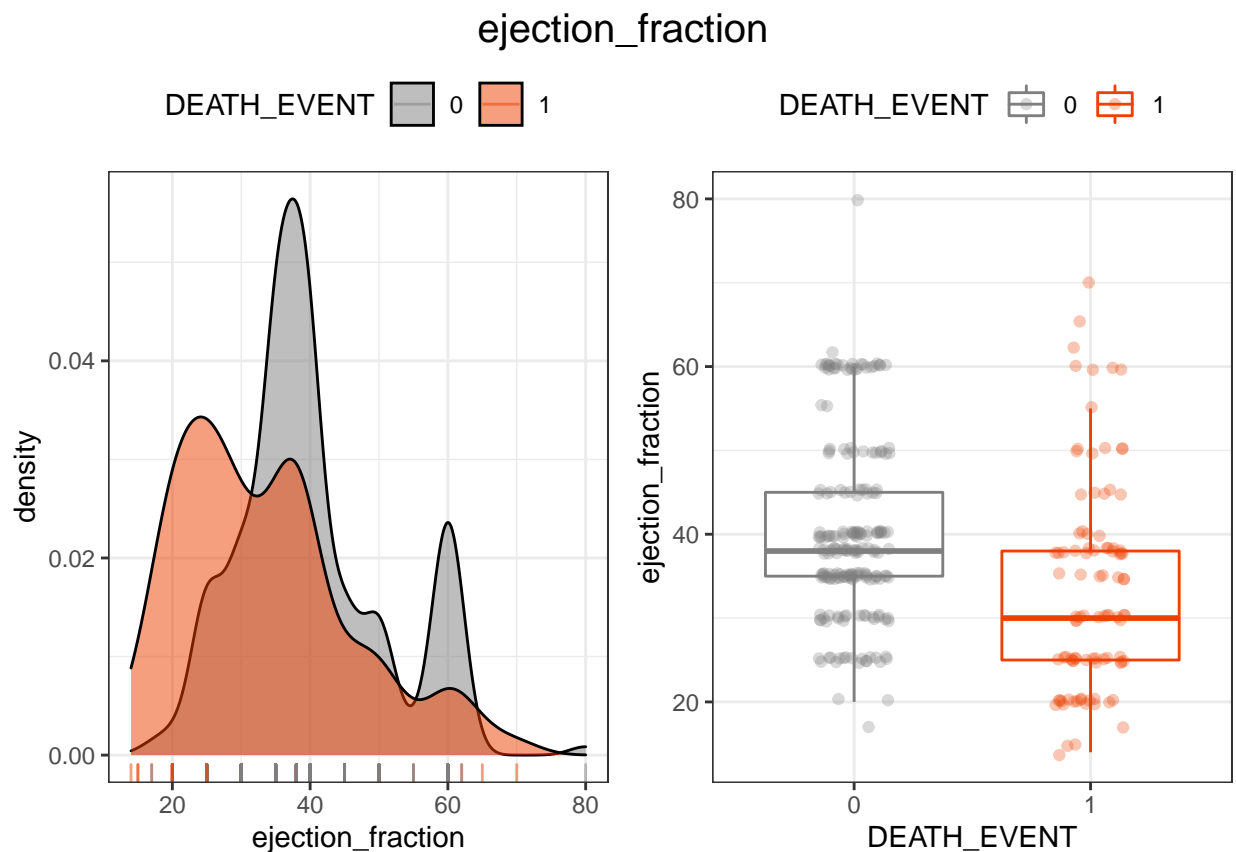 ejection_fraction
DEATH_EVENT 0 1
DEATH_EVENT 0 1
0.04
0.02
0.00
density
20 40 60 80
ejection_fraction
80
60
40
20
ejection_fraction
0 1
DEATH_EVENT